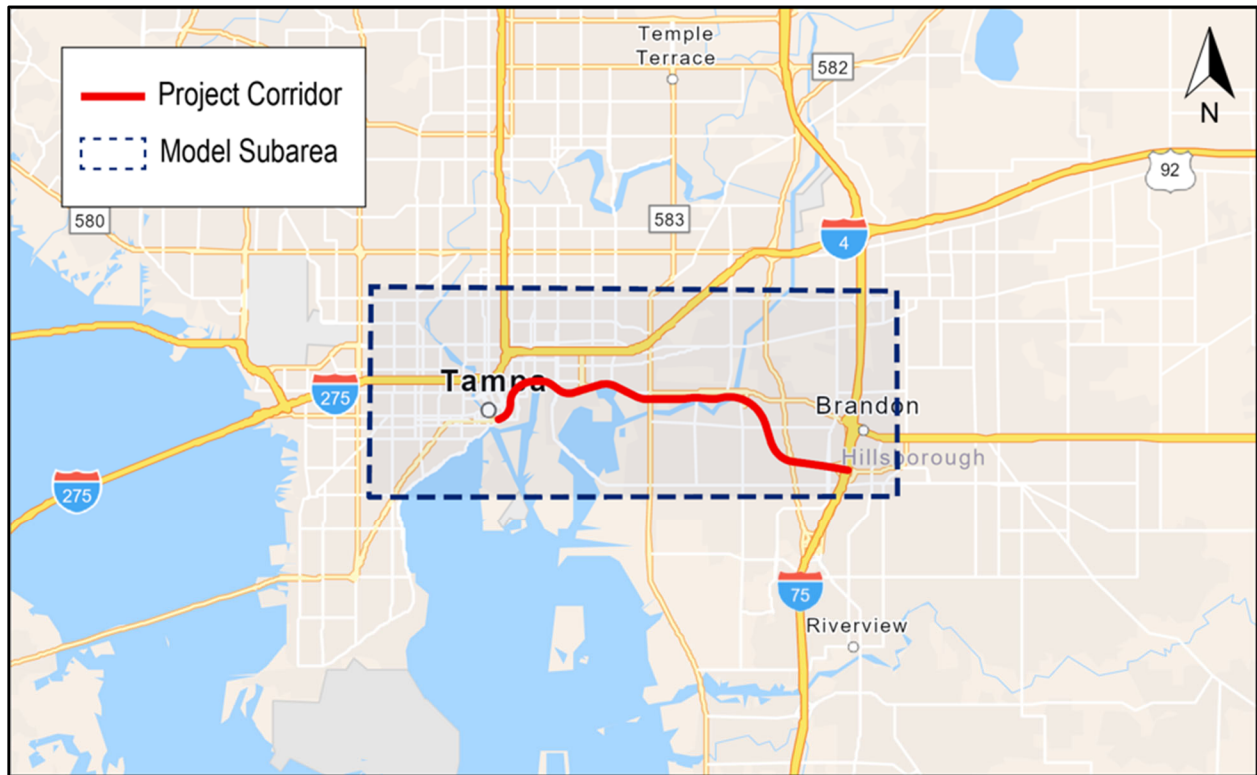 Temple
Terrace
582
Project Corridor
Model Subarea
N
92
580
583
4
Tampa
275
Brandon
Hillsborough
275
75
Riverview